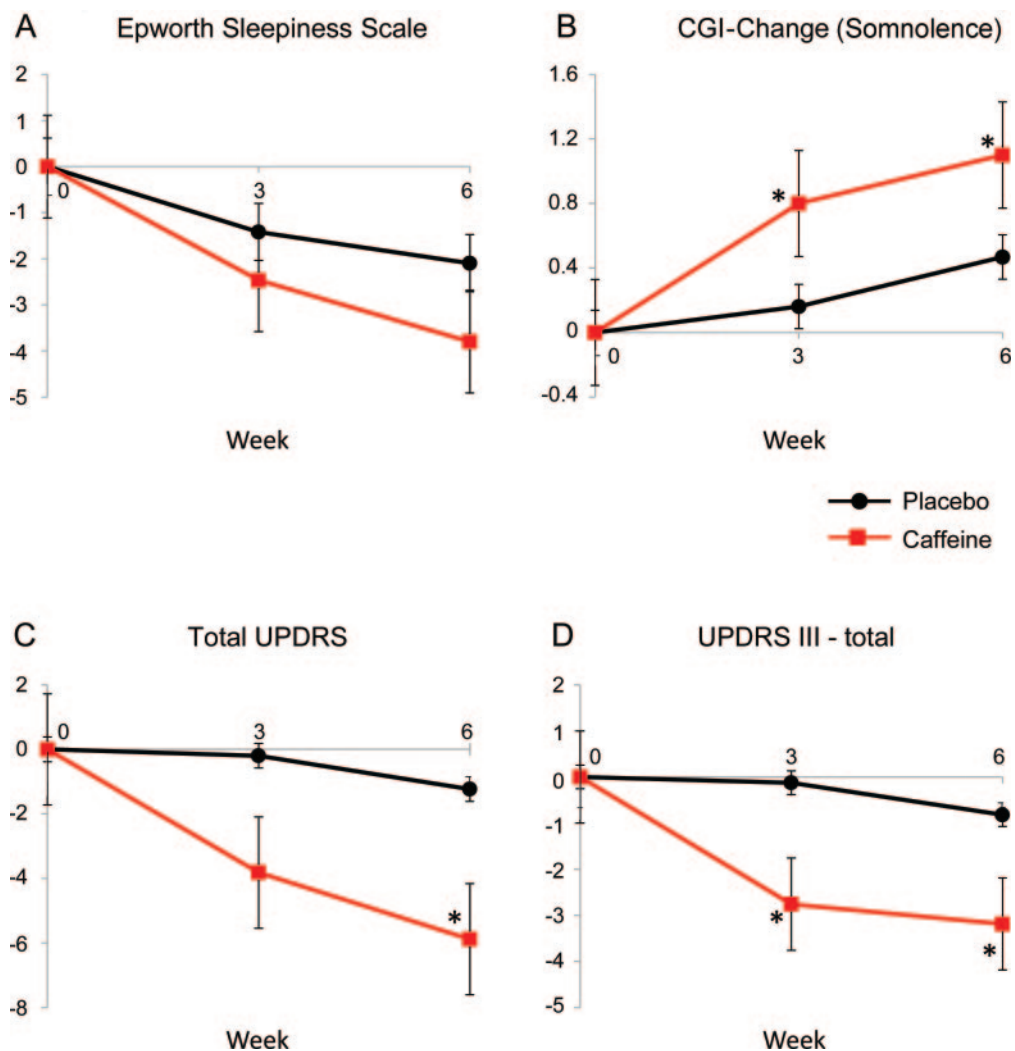 A Epworth Sleepiness Scale
2
1
0
-1
-2
-3
-4
-5
0 3 6
Week
B CGI-Change (Somnolence)
1.6
1.2
0.8
0.4
0
-0.4
* *
0 3 6
Week
Placebo
Caffeine
C Total UPDRS
2
0
-2
-4
-6
-8
0 3 6
*
Week
D UPDRS III - total
2
1
0
-1
-2
-3
-4
-5
0 3 6
* *
Week